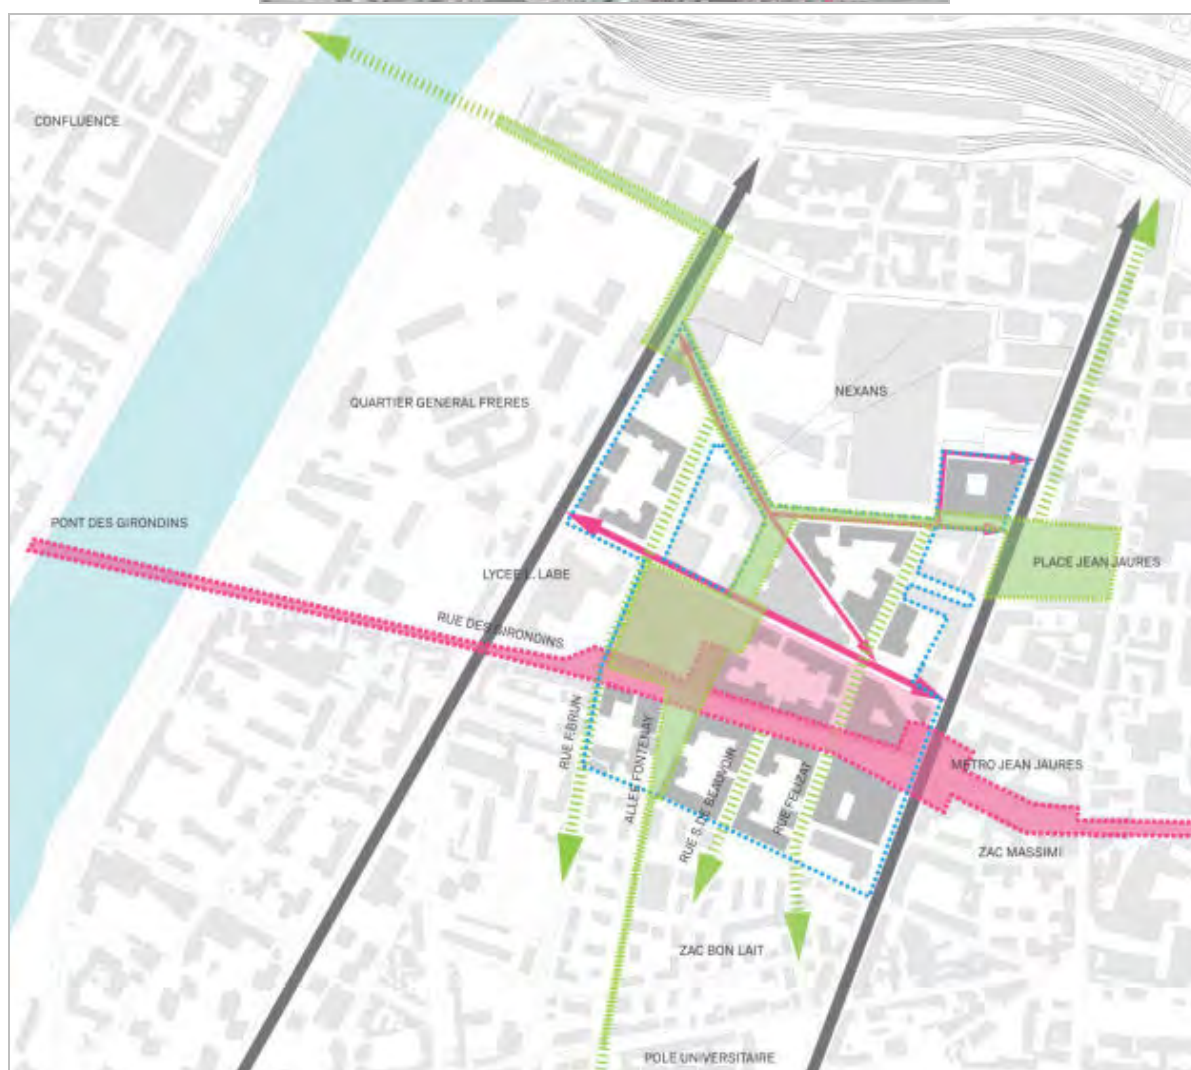 CONFLUENCE
NEXANS
QUARTIER GENERAL FRERES
PONT DES GIRONDINS
PLACE JEAN JAURES
LYCEE L. LABE
RUE DES GIRONDINS
RUE F.BRUN
ALLEE FONTENAY
RUE S. DE BEAUVOIR
RUE FELIZAT
METRO JEAN JAURES
ZAC MASSIMI
ZAC BON LAIT
POLE UNIVERSITAIRE